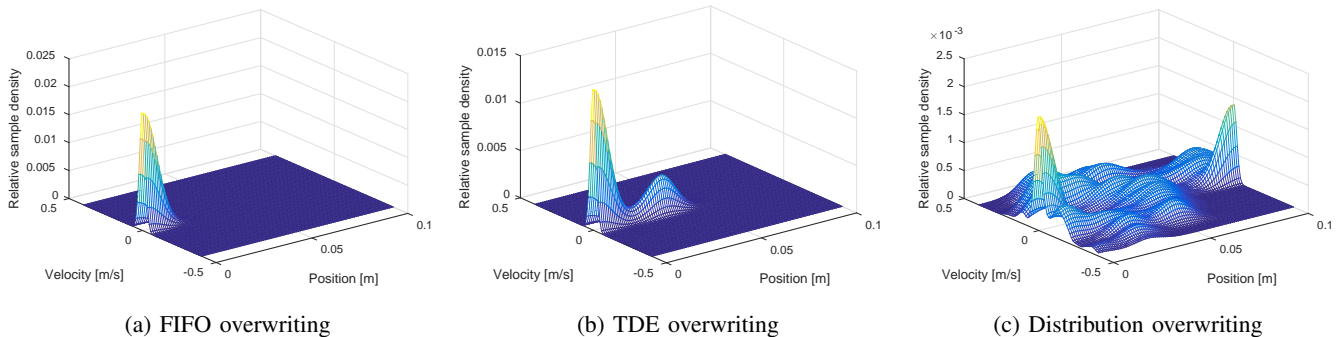 0.025
0.02
0.015
0.01
0.005
0
Relative sample density
0.5
0
-0.5
Velocity [m/s]
0
0.05
0.1
Position [m]
(a) FIFO overwriting
0.015
0.01
0.005
0
Relative sample density
0.5
0
-0.5
Velocity [m/s]
0
0.05
0.1
Position [m]
(b) TDE overwriting
×10⁻³
2.5
2
1.5
1
0.5
0
Relative sample density
0.5
0
-0.5
Velocity [m/s]
0
0.05
0.1
Position [m]
(c) Distribution overwriting